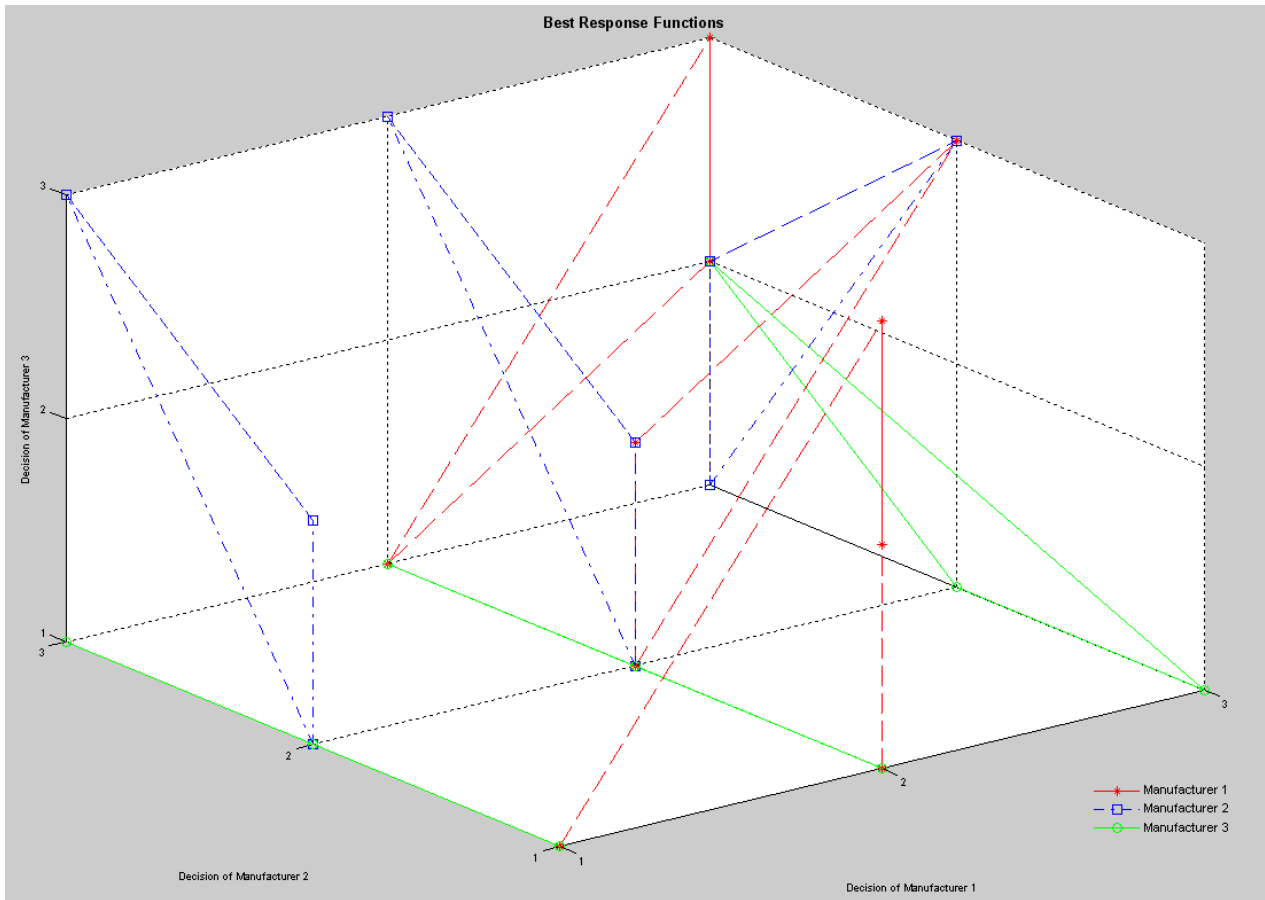 Best Response Functions
3
2
1
3
2
1
1
2
3
Decision of Manufacturer 3
Decision of Manufacturer 2
Decision of Manufacturer 1
Manufacturer 1
Manufacturer 2
Manufacturer 3